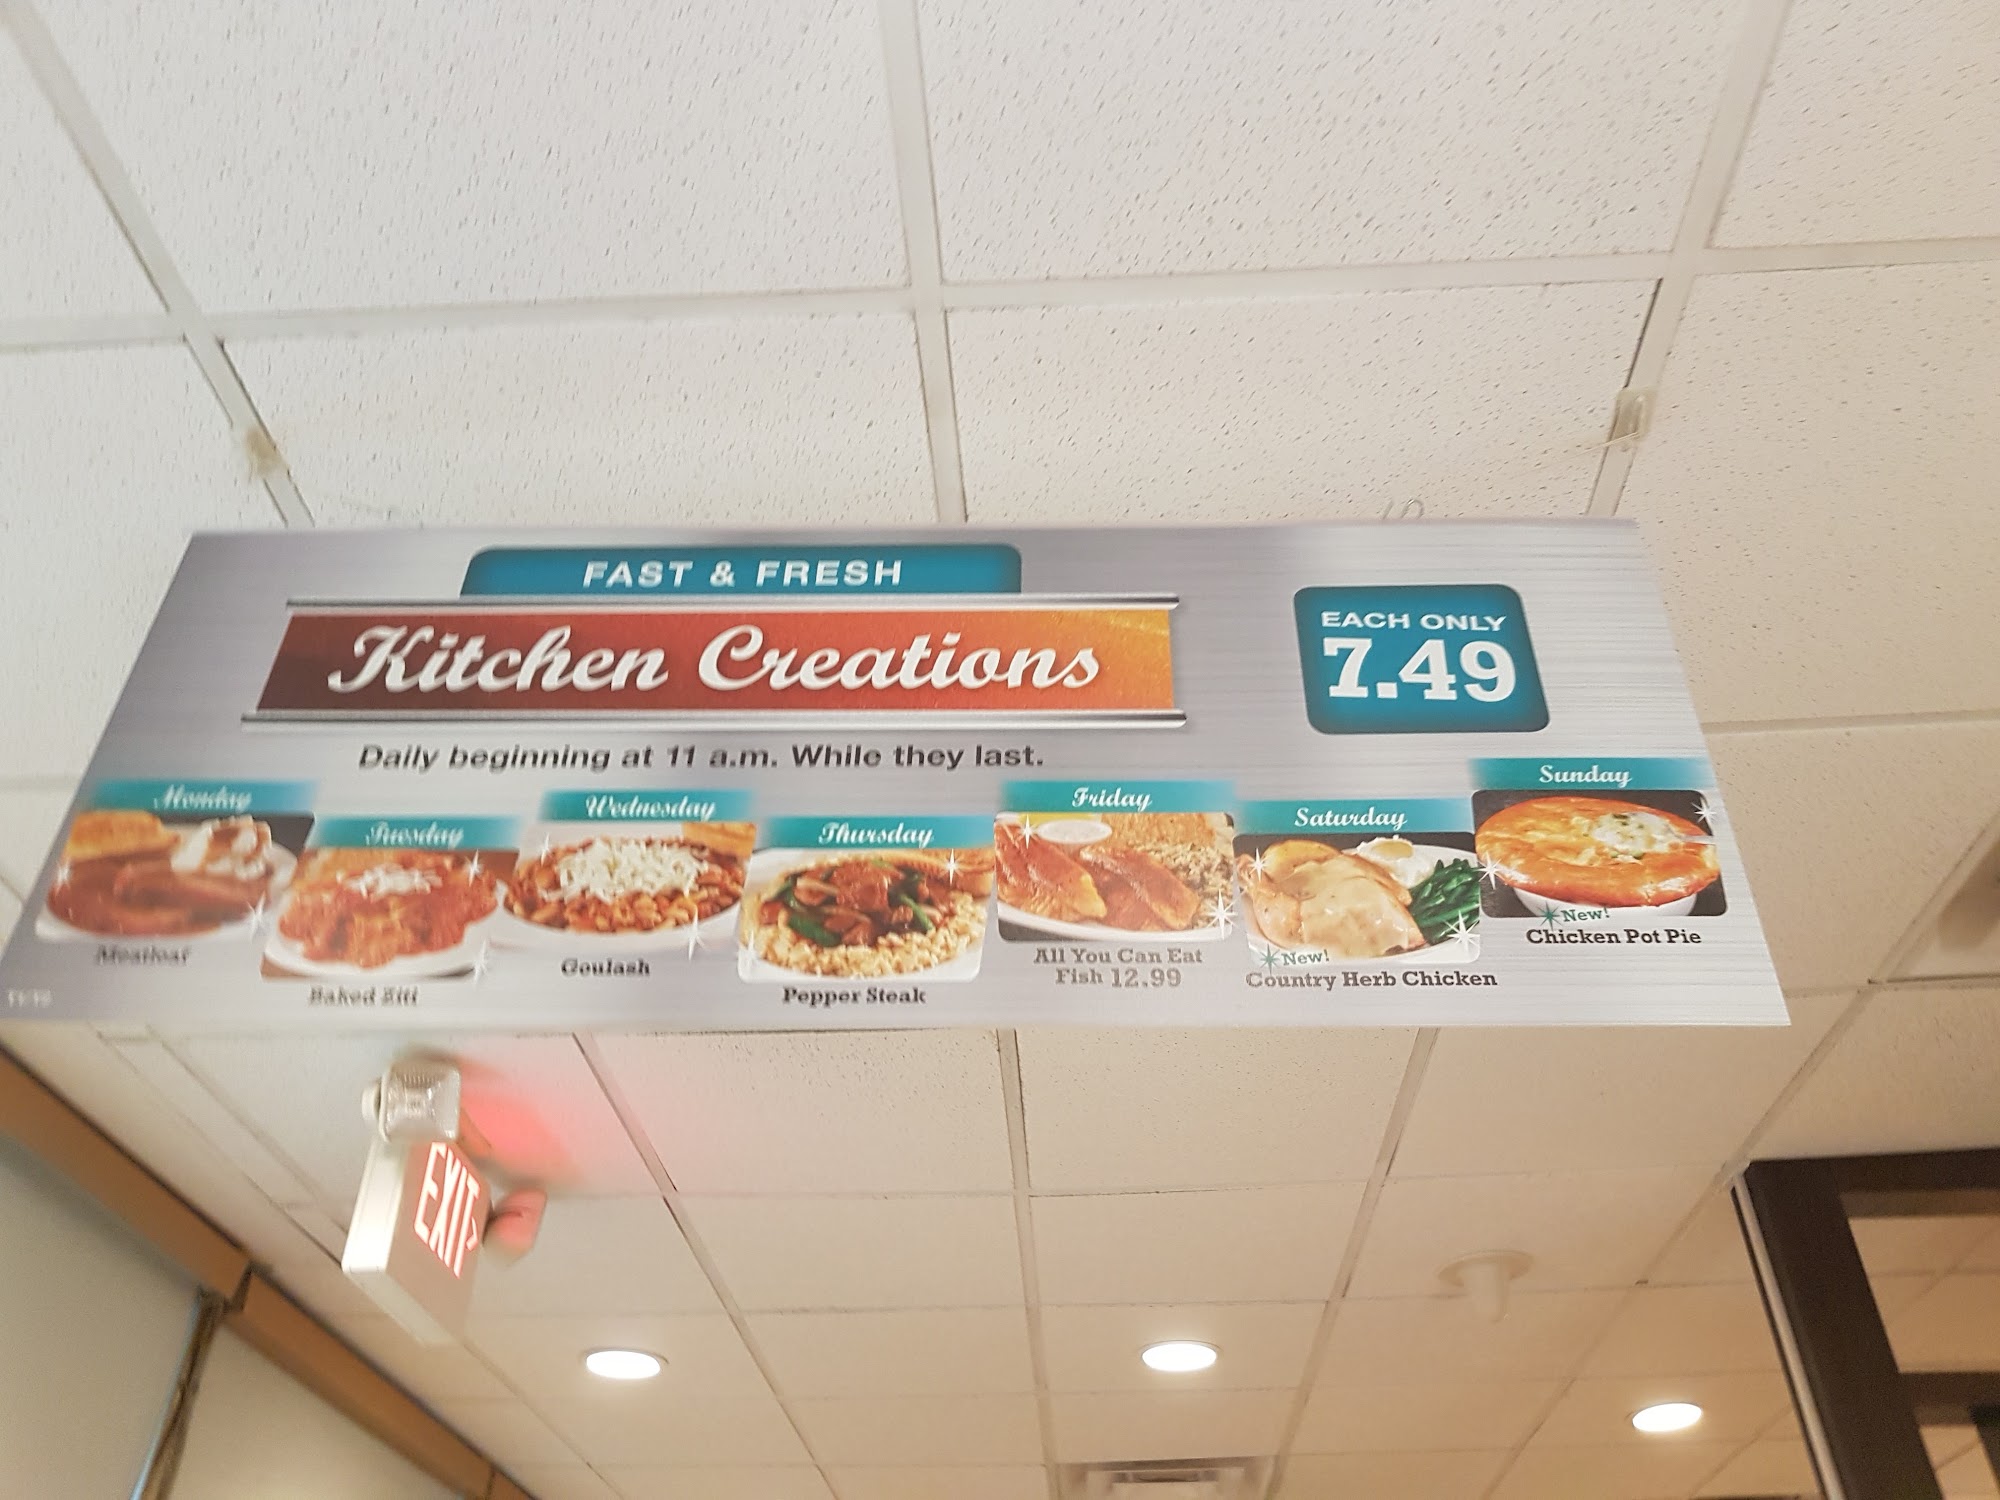 FAST & FRESH
Kitchen Creations
EACH ONLY
7.49
Daily beginning at 11 a.m. While they last.
Monday
Meatloaf
Tuesday
Baked Ziti
Wednesday
Goulash
Thursday
Pepper Steak
Friday
All You Can Eat
Fish 12.99
Saturday
New!
Country Herb Chicken
Sunday
New!
Chicken Pot Pie
EXIT